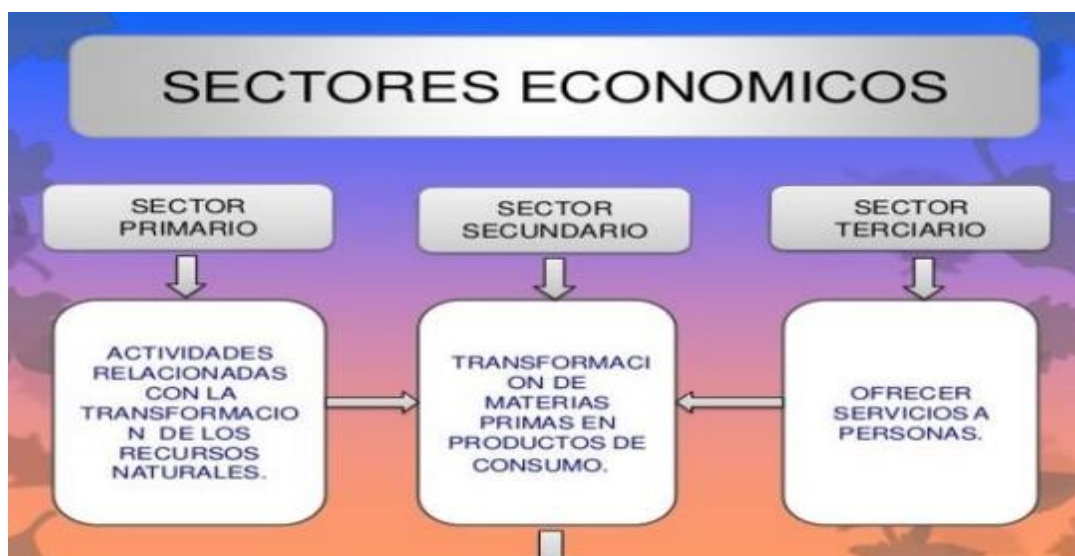 SECTORES ECONOMICOS
SECTOR
PRIMARIO
SECTOR
SECUNDARIO
SECTOR
TERCIARIO
ACTIVIDADES
RELACIONADAS
CON LA
TRANSFORMACIO
N DE LOS
RECURSOS
NATURALES.
TRANSFORMACI
ON DE
MATERIAS
PRIMAS EN
PRODUCTOS DE
CONSUMO.
OFRECER
SERVICIOS A
PERSONAS.